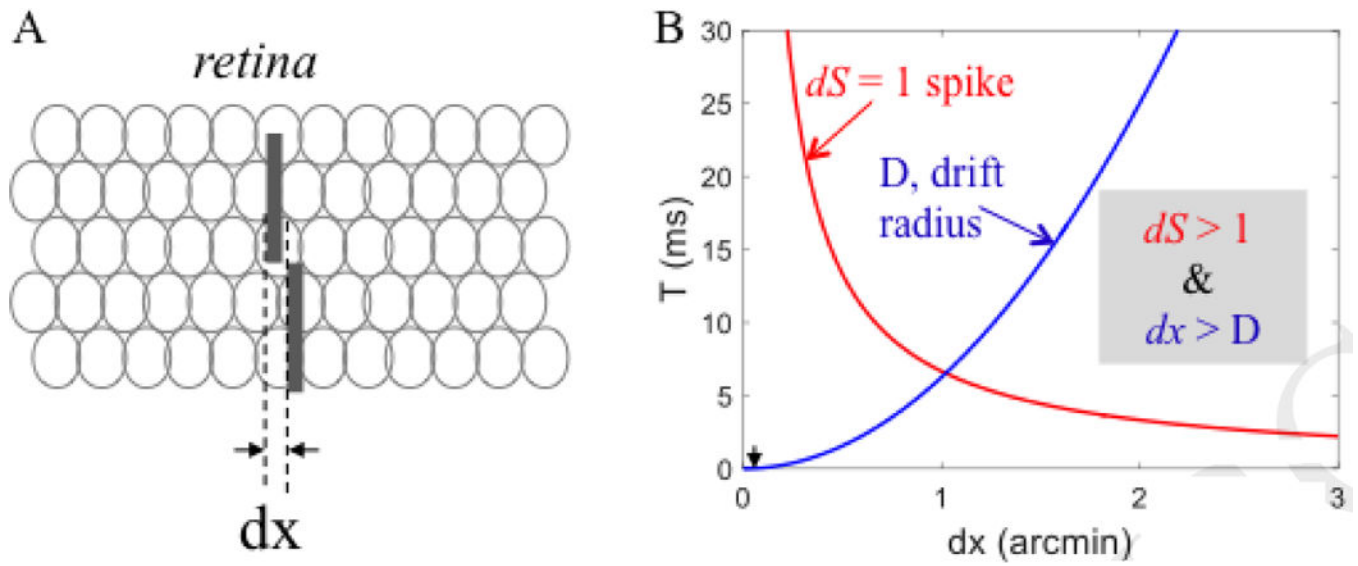 A
retina
dx
B
T (ms)
30
25
20
15
10
5
0
dS = 1 spike
D, drift
radius
dS > 1
&
dx > D
0
1
2
3
dx (arcmin)